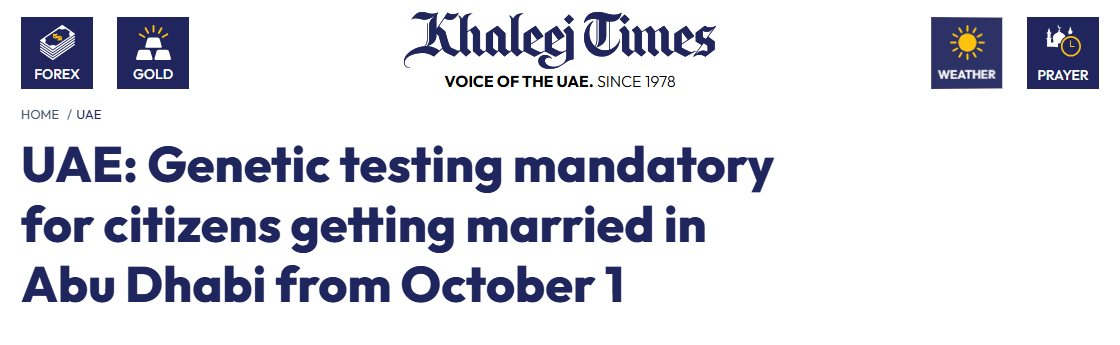 FOREX
GOLD
Khaleej Times
VOICE OF THE UAE. SINCE 1978
WEATHER
PRAYER
HOME / UAE
UAE: Genetic testing mandatory
for citizens getting married in
Abu Dhabi from October 1